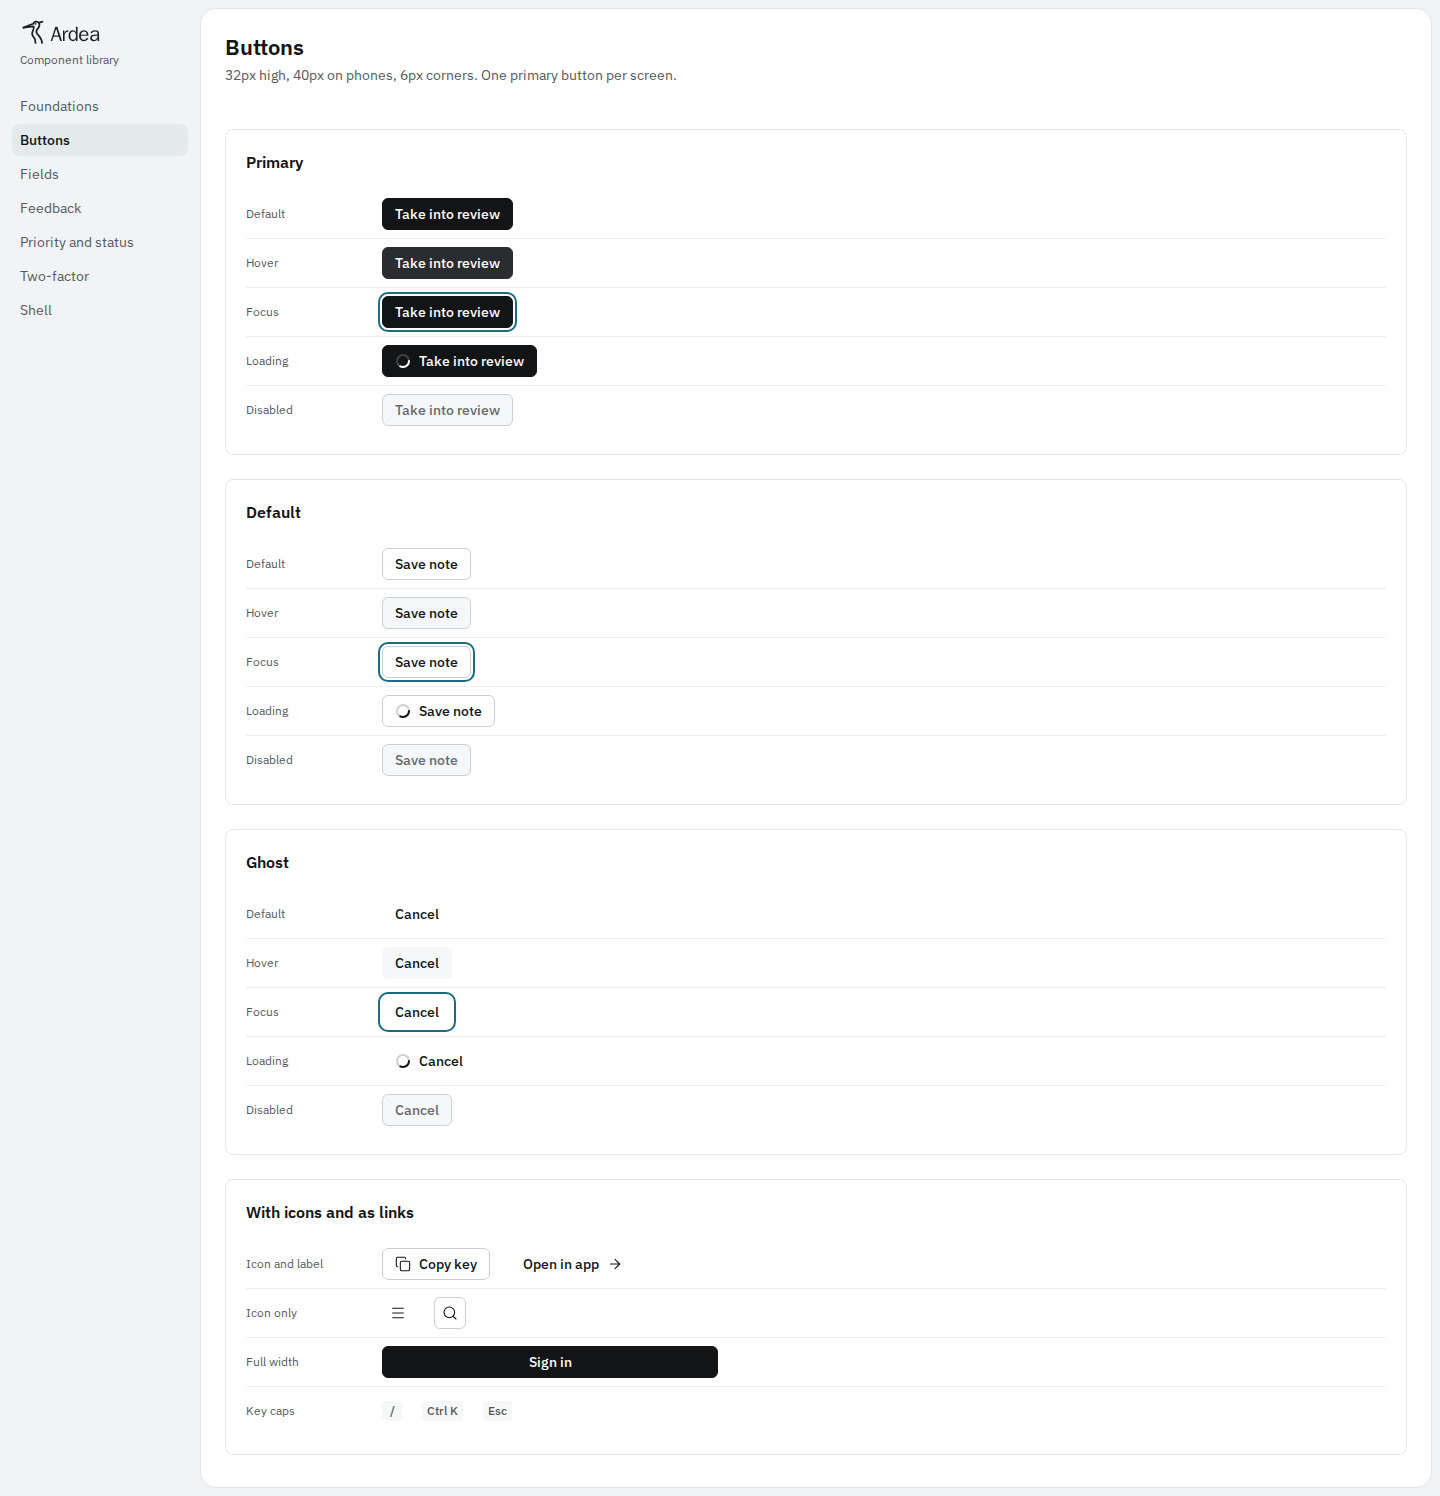 Ardea
Component library
Foundations
Buttons
Fields
Feedback
Priority and status
Two-factor
Shell
Buttons
32px high, 40px on phones, 6px corners. One primary button per screen.
Primary
Default Take into review
Hover Take into review
Focus Take into review
Loading Take into review
Disabled Take into review
Default
Default Save note
Hover Save note
Focus Save note
Loading Save note
Disabled Save note
Ghost
Default Cancel
Hover Cancel
Focus Cancel
Loading Cancel
Disabled Cancel
With icons and as links
Icon and label Copy key Open in app
Icon only
Full width Sign in
Key caps / Ctrl K Esc